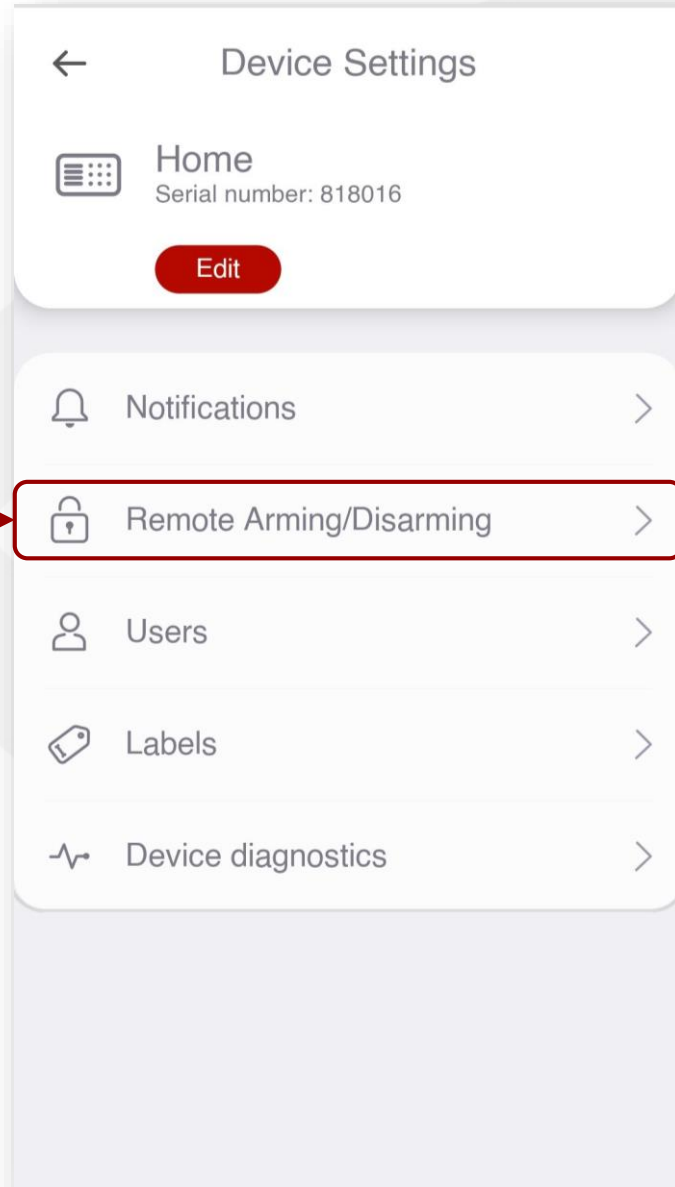 Device Settings
Home
Serial number: 818016
Edit
Notifications
Remote Arming/Disarming
Users
Labels
Device diagnostics